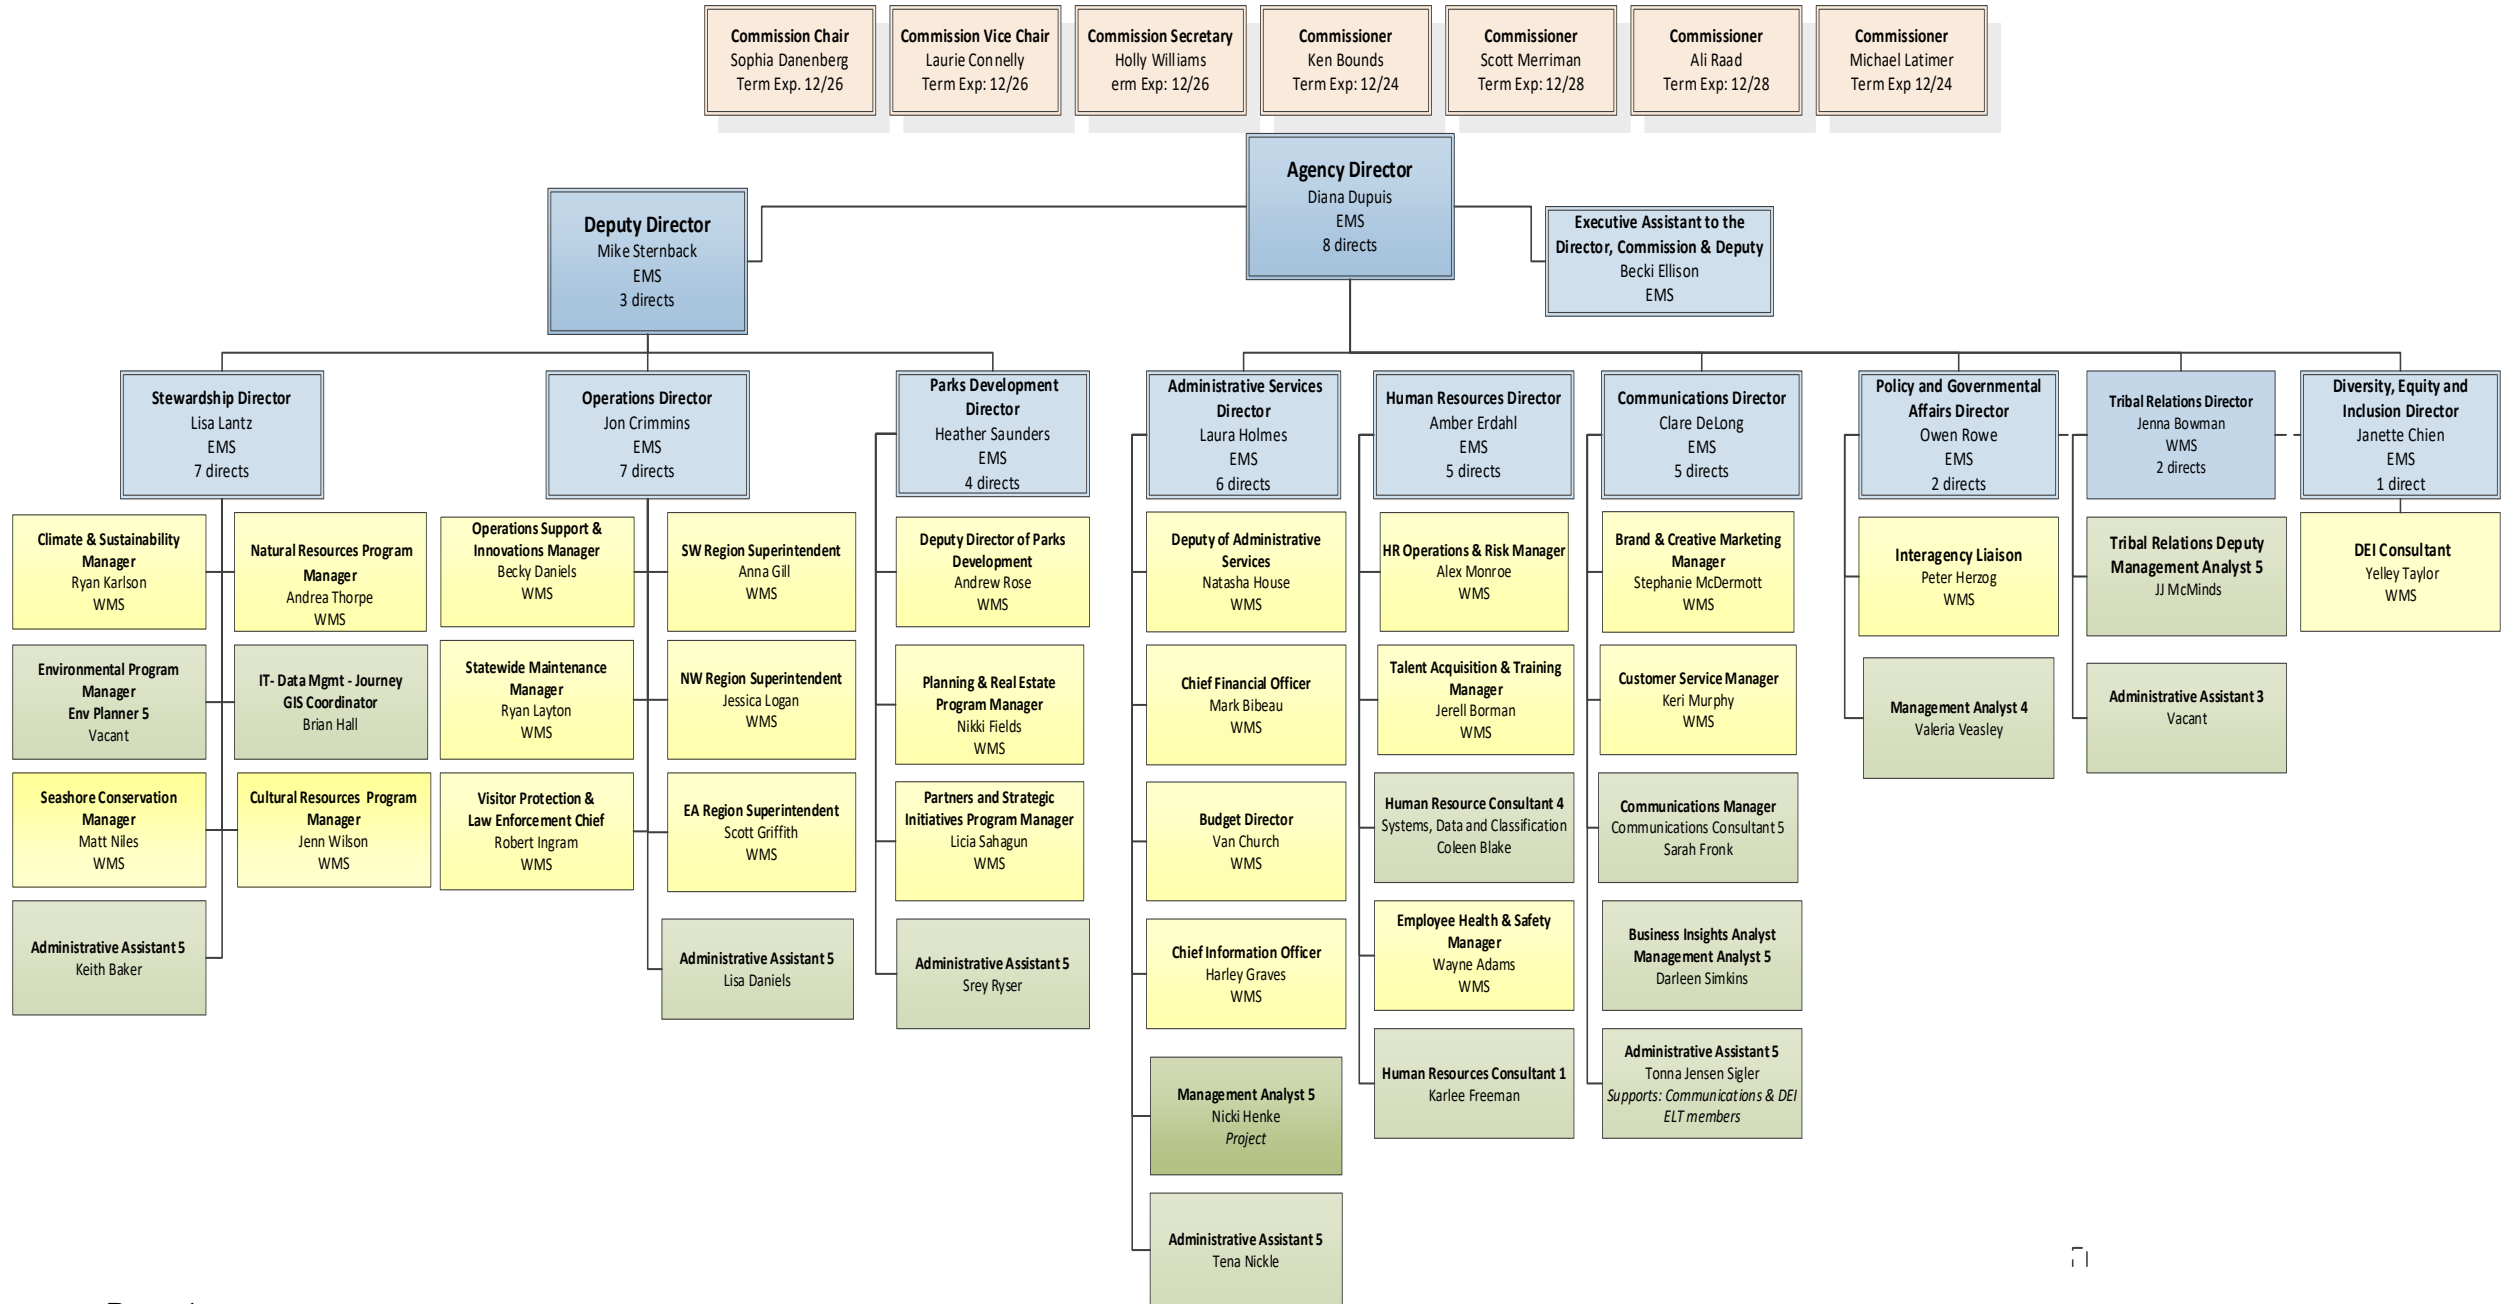 Commission Chair
Sophia Danenberg
Term Exp. 12/26
Commission Vice Chair
Laurie Connelly
Term Exp: 12/26
Commission Secretary
Holly Williams
erm Exp: 12/26
Commissioner
Ken Bounds
Term Exp: 12/24
Commissioner
Scott Merriman
Term Exp: 12/28
Commissioner
Ali Raad
Term Exp: 12/28
Commissioner
Michael Latimer
Term Exp 12/24
Agency Director
Diana Dupuis
EMS
8 directs
Deputy Director
Mike Sternback
EMS
3 directs
Executive Assistant to the
Director, Commission & Deputy
Becki Ellison
EMS
Stewardship Director
Lisa Lantz
EMS
7 directs
Operations Director
Jon Crimmins
EMS
7 directs
Parks Development
Director
Heather Saunders
EMS
4 directs
Administrative Services
Director
Laura Holmes
EMS
6 directs
Human Resources Director
Amber Erdahl
EMS
5 directs
Communications Director
Clare DeLong
EMS
5 directs
Policy and Governmental
Affairs Director
Owen Rowe
EMS
2 directs
Tribal Relations Director
Jenna Bowman
WMS
2 directs
Diversity, Equity and
Inclusion Director
Janette Chien
EMS
1 direct
Climate & Sustainability
Manager
Ryan Karlson
WMS
Natural Resources Program
Manager
Andrea Thorpe
WMS
Operations Support &
Innovations Manager
Becky Daniels
WMS
SW Region Superintendent
Anna Gill
WMS
Deputy Director of Parks
Development
Andrew Rose
WMS
Deputy of Administrative
Services
Natasha House
WMS
HR Operations & Risk Manager
Alex Monroe
WMS
Brand & Creative Marketing
Manager
Stephanie McDermott
WMS
Interagency Liaison
Peter Herzog
WMS
Tribal Relations Deputy
Management Analyst 5
JJ McMinds
DEI Consultant
Yelley Taylor
WMS
Environmental Program
Manager
Env Planner 5
Vacant
IT- Data Mgmt - Journey
GIS Coordinator
Brian Hall
Statewide Maintenance
Manager
Ryan Layton
WMS
NW Region Superintendent
Jessica Logan
WMS
Planning & Real Estate
Program Manager
Nikki Fields
WMS
Chief Financial Officer
Mark Bibeau
WMS
Talent Acquisition & Training
Manager
Jerell Borman
WMS
Customer Service Manager
Keri Murphy
WMS
Management Analyst 4
Valeria Veasley
Administrative Assistant 3
Vacant
Seashore Conservation
Manager
Matt Niles
WMS
Cultural Resources Program
Manager
Jenn Wilson
WMS
Visitor Protection &
Law Enforcement Chief
Robert Ingram
WMS
EA Region Superintendent
Scott Griffith
WMS
Partners and Strategic
Initiatives Program Manager
Licia Sahagun
WMS
Budget Director
Van Church
WMS
Human Resource Consultant 4
Systems, Data and Classification
Coleen Blake
Communications Manager
Communications Consultant 5
Sarah Fronk
Administrative Assistant 5
Keith Baker
Administrative Assistant 5
Lisa Daniels
Administrative Assistant 5
Srey Ryser
Chief Information Officer
Harley Graves
WMS
Employee Health & Safety
Manager
Wayne Adams
WMS
Business Insights Analyst
Management Analyst 5
Darleen Simkins
Management Analyst 5
Nicki Henke
Project
Human Resources Consultant 1
Karlee Freeman
Administrative Assistant 5
Tonna Jensen Sigler
Supports: Communications & DEI
ELT members
Administrative Assistant 5
Tena Nickle